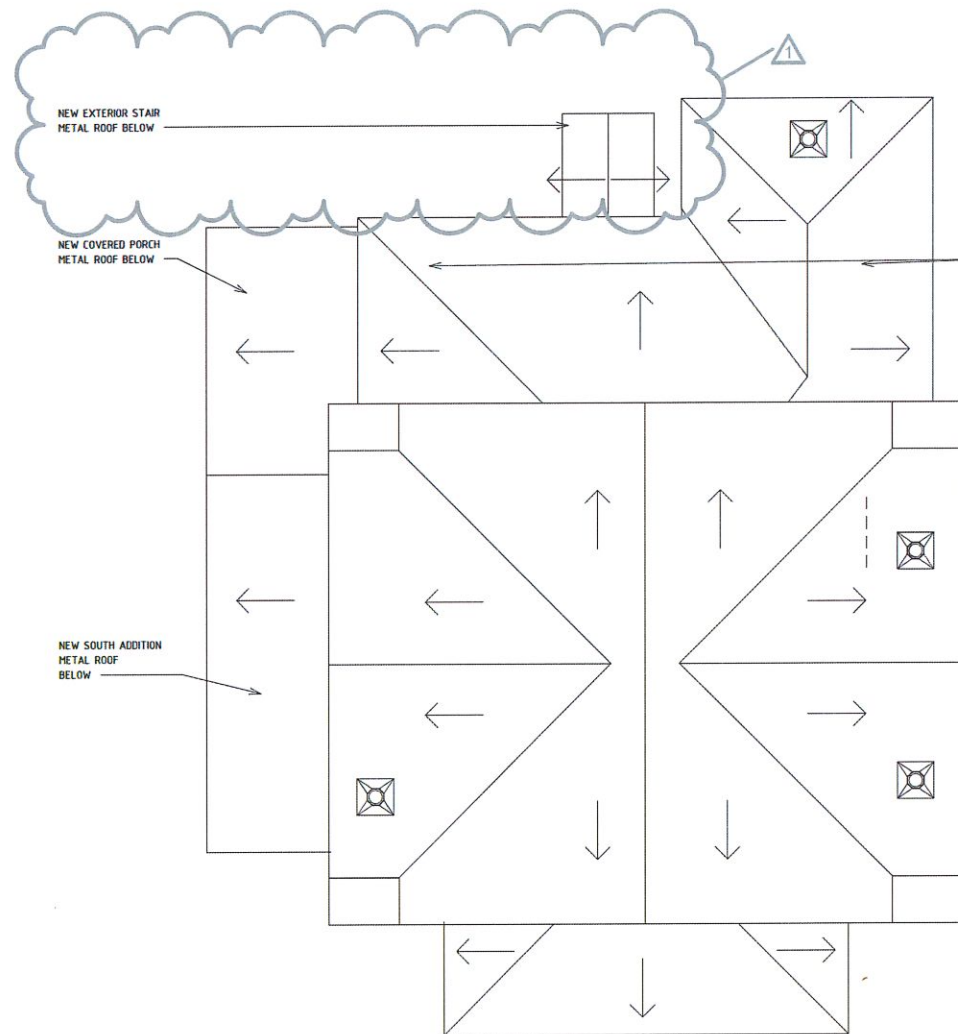 1
NEW EXTERIOR STAIR
METAL ROOF BELOW
NEW COVERED PORCH
METAL ROOF BELOW
NEW SOUTH ADDITION
METAL ROOF
BELOW